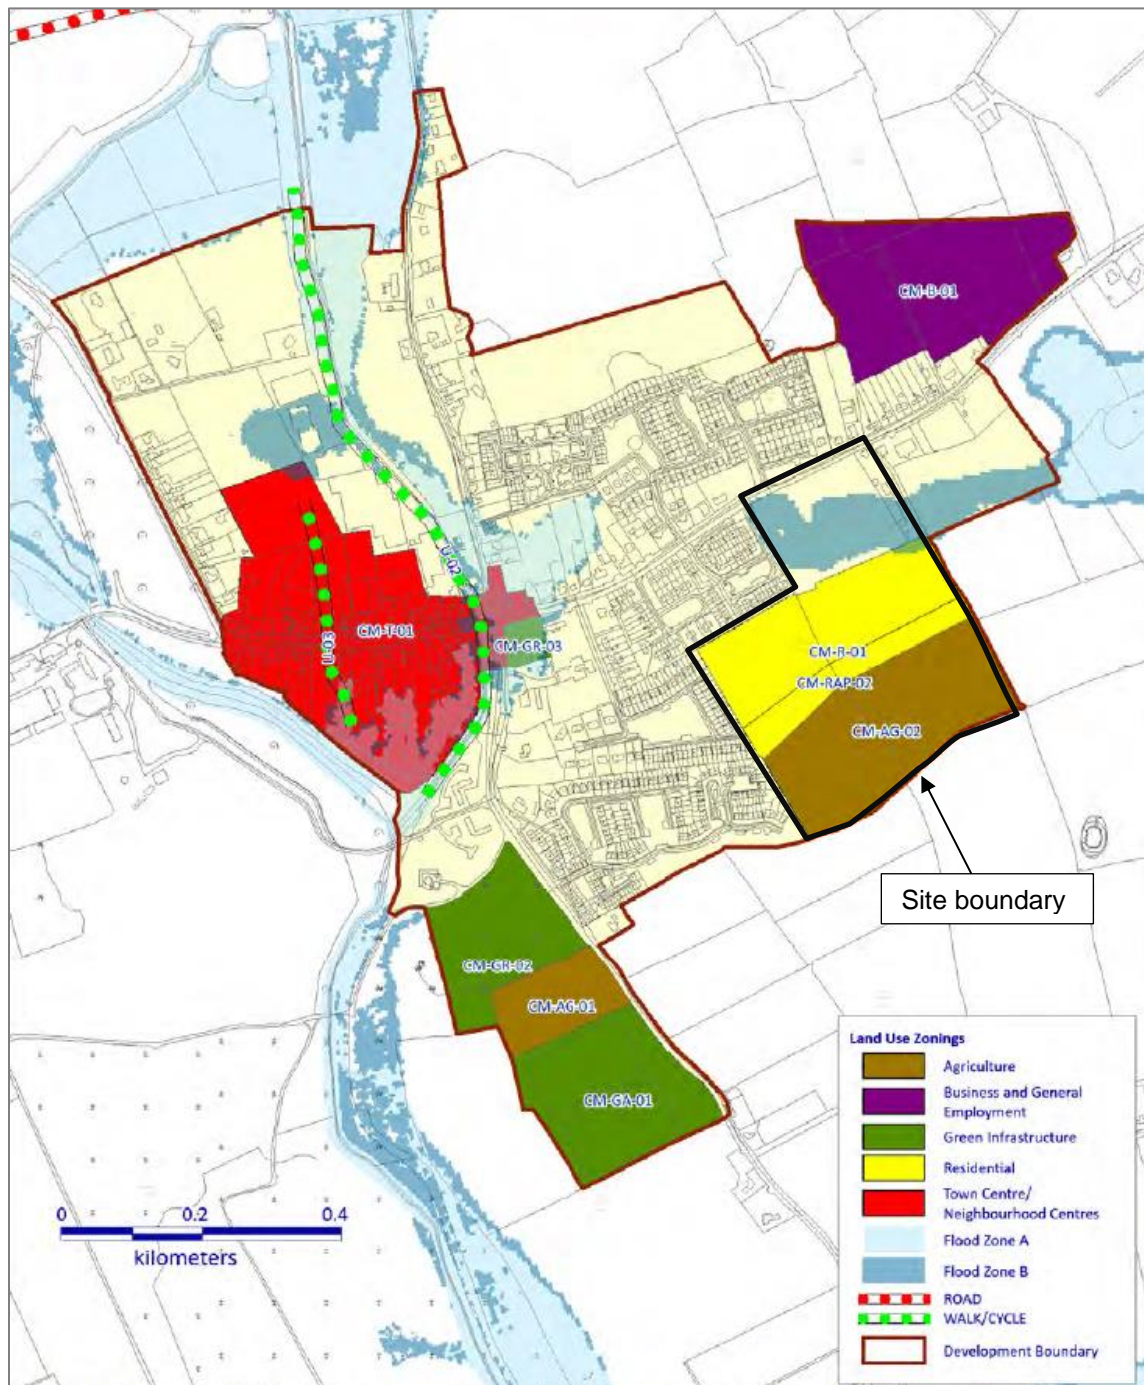 CM-B-01
U-02
U-03
CM-T-01
CM-GR-03
CM-R-01
CM-RAP-02
CM-AG-02
Site boundary
CM-GR-02
CM-AG-01
CM-GA-01
0 0.2 0.4
kilometers
Land Use Zonings
Agriculture
Business and General
Employment
Green Infrastructure
Residential
Town Centre/
Neighbourhood Centres
Flood Zone A
Flood Zone B
ROAD
WALK/CYCLE
Development Boundary